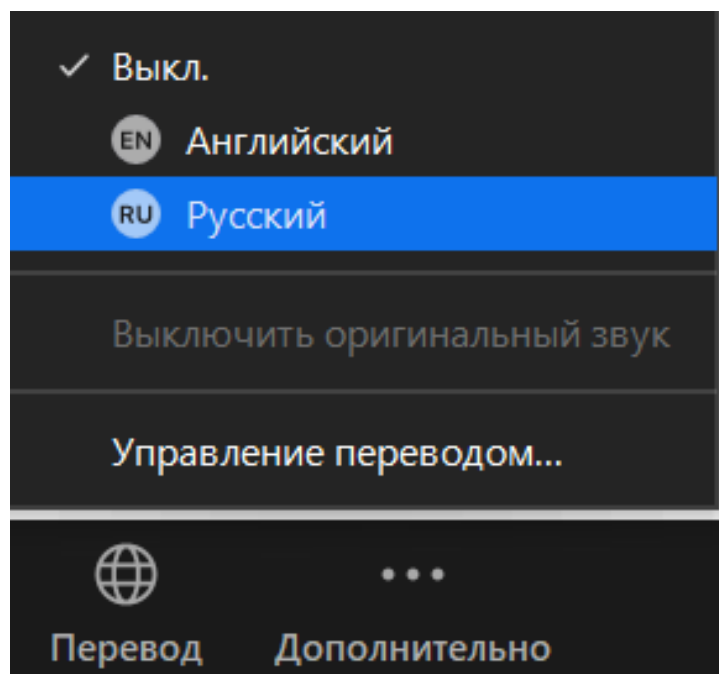 Выкл.
EN Английский
RU Русский
Выключить оригинальный звук
Управление переводом...
Перевод Дополнительно